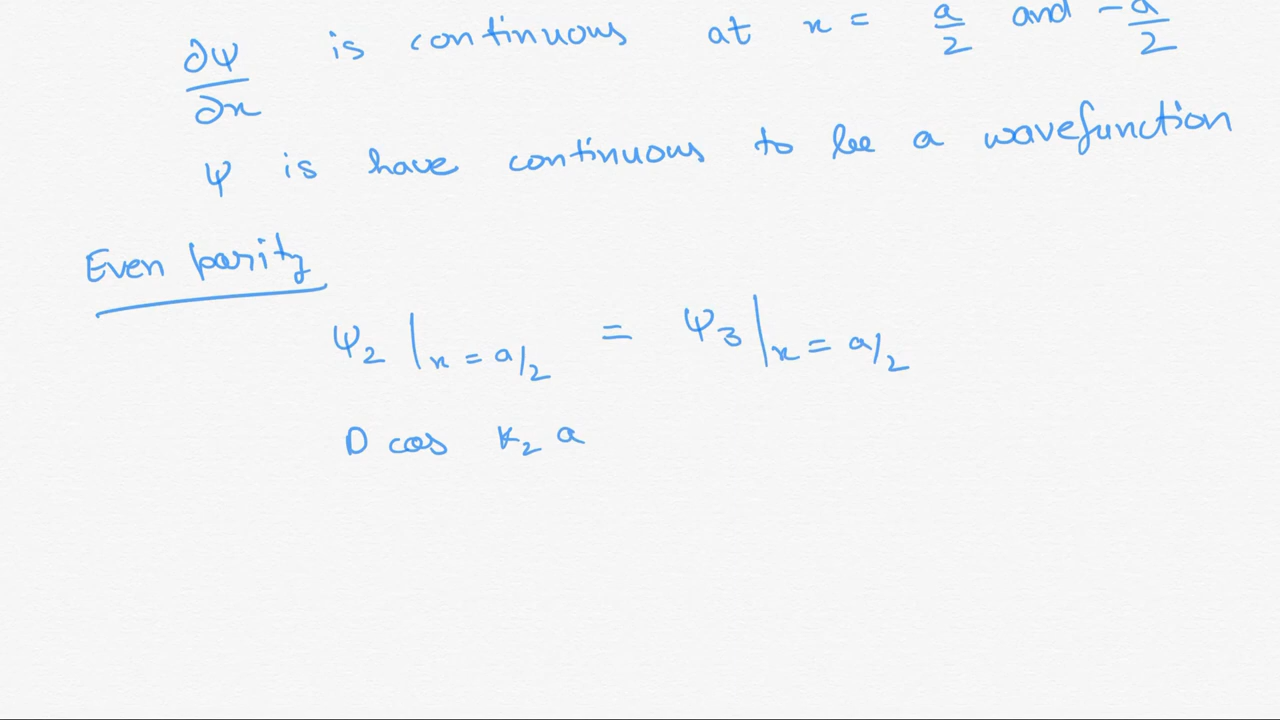 ∂ψ/∂x is continuous at x = a/2 and -a/2
ψ is have continuous to be a wavefunction
Even parity
ψ₂ |x = a/2 = ψ₃ |x = a/2
D cos k₂ a